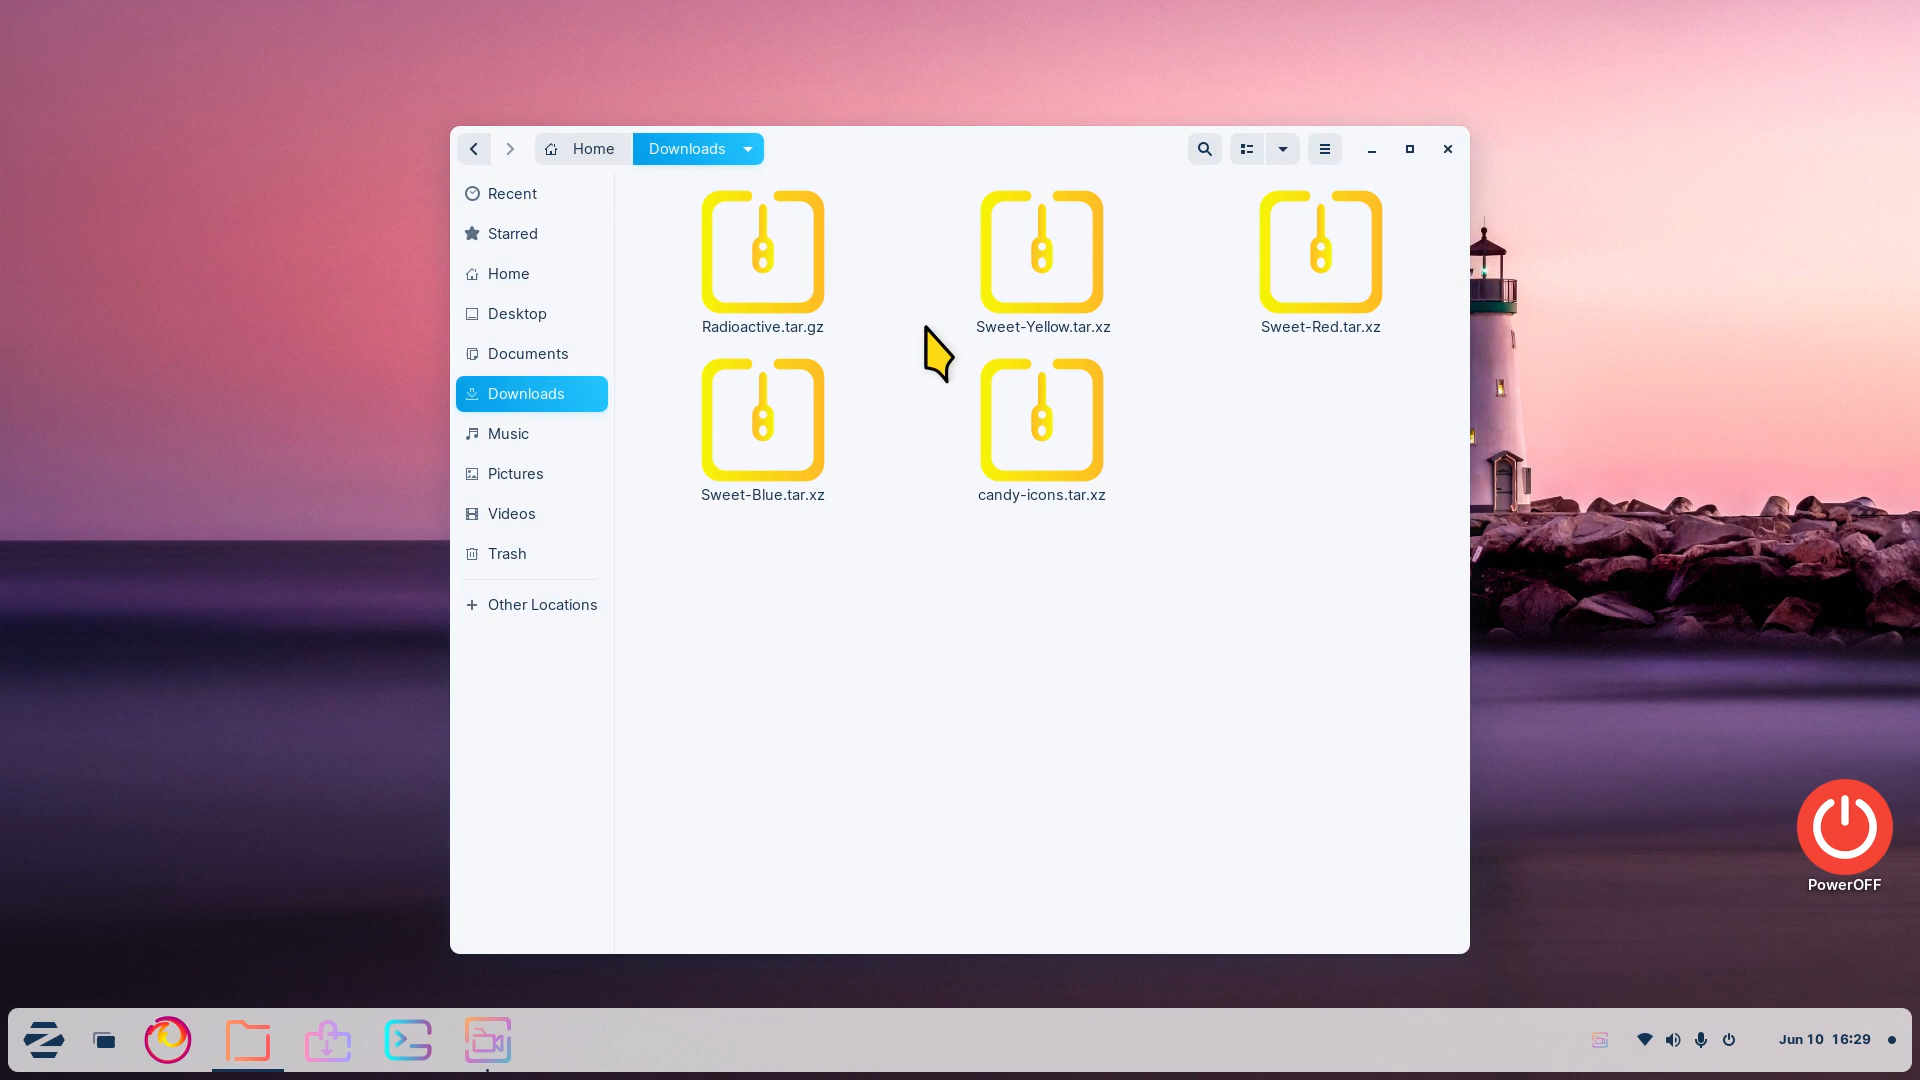 Home
Downloads
Recent
Starred
Home
Desktop
Documents
Downloads
Music
Pictures
Videos
Trash
Other Locations
Radioactive.tar.gz
Sweet-Yellow.tar.xz
Sweet-Red.tar.xz
Sweet-Blue.tar.xz
candy-icons.tar.xz
PowerOFF
Jun 10 16:29